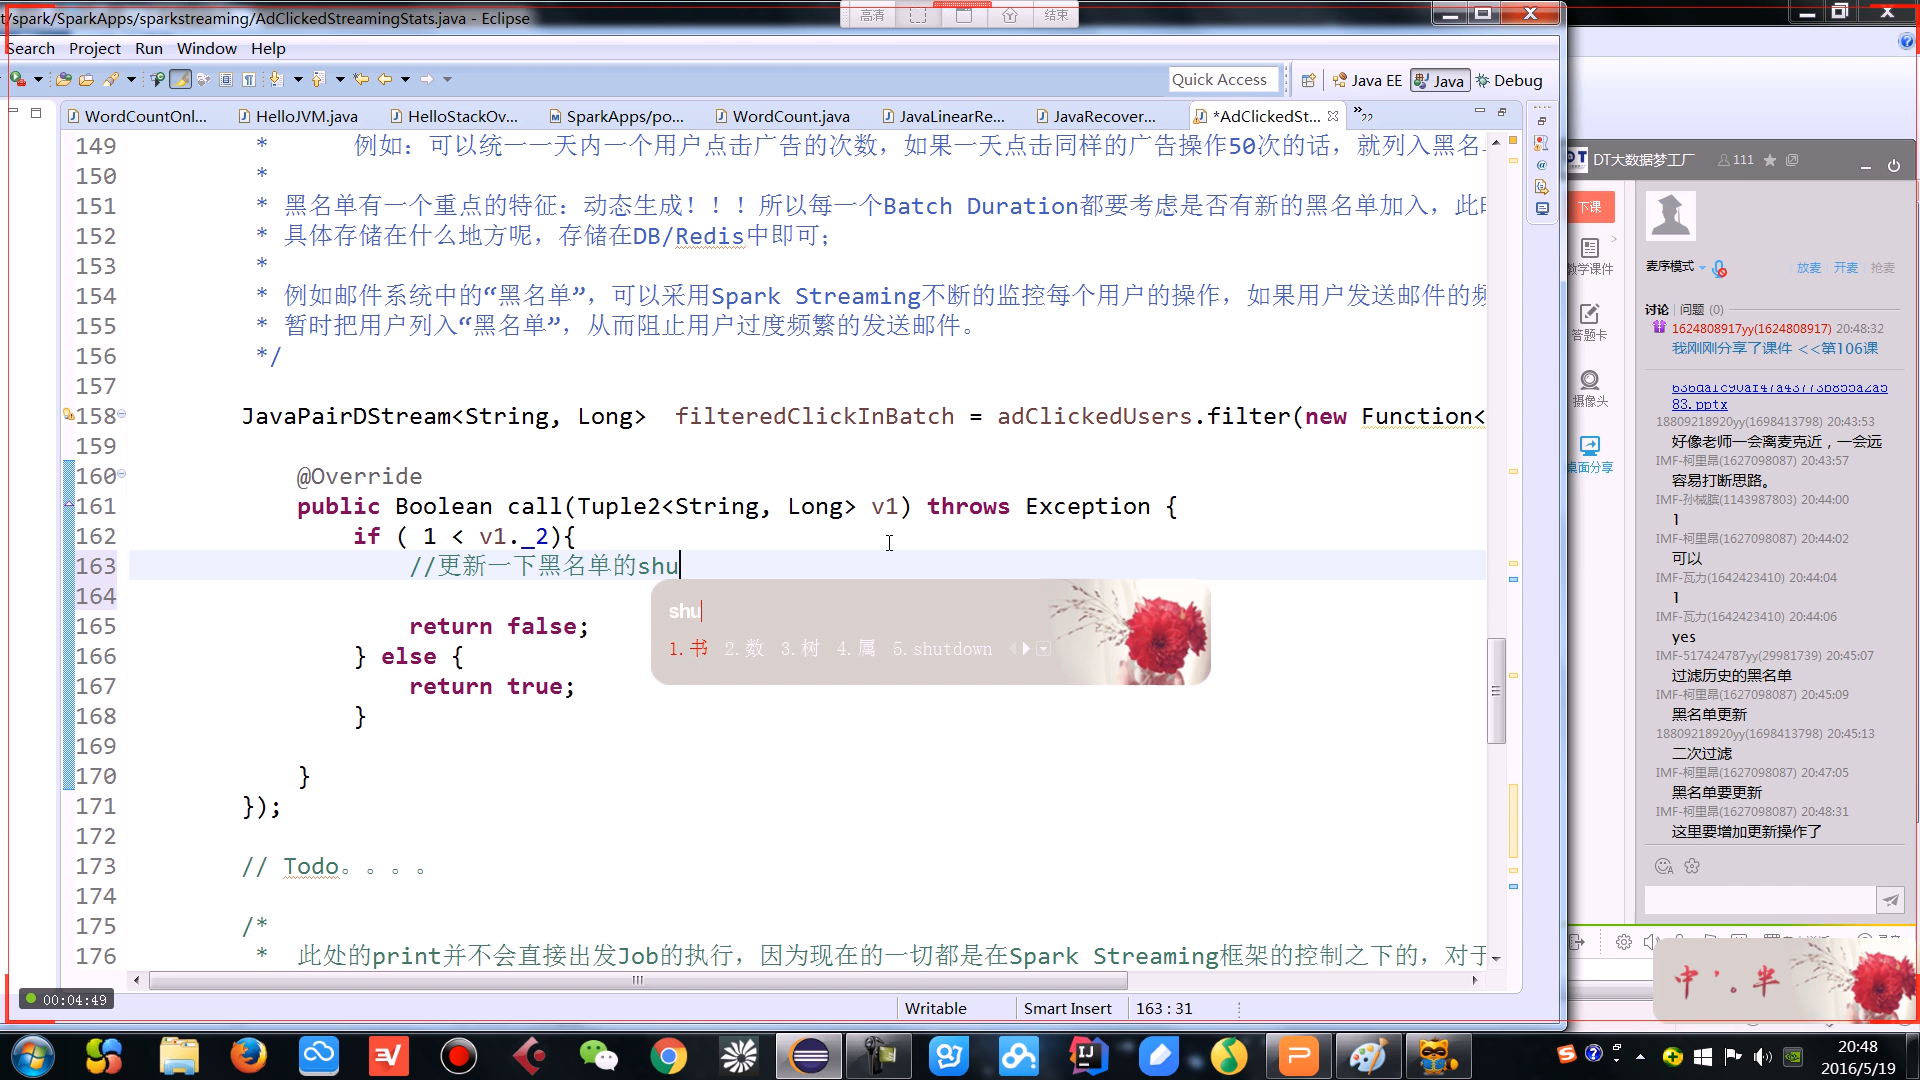 t/spark/SparkApps/sparkstreaming/AdClickedStreamingStats.java - Eclipse
高清
结束
Search Project Run Window Help
Quick Access
Java EE
Java
Debug
WordCountOnl...
HelloJVM.java
HelloStackOv...
SparkApps/po...
WordCount.java
JavaLinearRe...
JavaRecover...
*AdClickedSt...
»22
149 * 例如：可以统一一天内一个用户点击广告的次数，如果一天点击同样的广告操作50次的话，就列入黑名
150 *
151 * 黑名单有一个重点的特征：动态生成！！！所以每一个Batch Duration都要考虑是否有新的黑名单加入，此
152 * 具体存储在什么地方呢，存储在DB/Redis中即可；
153 *
154 * 例如邮件系统中的“黑名单”，可以采用Spark Streaming不断的监控每个用户的操作，如果用户发送邮件的
155 * 暂时把用户列入“黑名单”，从而阻止用户过度频繁的发送邮件。
156 */
157
158 JavaPairDStream<String, Long> filteredClickInBatch = adClickedUsers.filter(new Function<
159
160 @Override
161 public Boolean call(Tuple2<String, Long> v1) throws Exception {
162 if ( 1 < v1._2){
163 //更新一下黑名单的shu
164
165 return false;
166 } else {
167 return true;
168 }
169
170 }
171 });
172
173 // Todo。。。。
174
175 /*
176 * 此处的print并不会直接出发Job的执行，因为现在的一切都是在Spark Streaming框架的控制之下的，对于
shu
1.书 2.数 3.树 4.属 5.shutdown
00:04:49
Writable
Smart Insert
163 : 31
DT大数据梦工厂
111
下课
教学课件
答题卡
摄像头
桌面分享
麦序模式
放麦 开麦 抢麦
讨论 问题 (0)
1624808917yy(1624808917) 20:48:32
我刚刚分享了课件 <<第106课
83.pptx
18809218920yy(1698413798) 20:43:53
好像老师一会离麦克近，一会远
IMF-柯里昂(1627098087) 20:43:57
容易打断思路。
IMF-孙棫膑(1143987803) 20:44:00
1
IMF-柯里昂(1627098087) 20:44:02
可以
IMF-瓦力(1642423410) 20:44:04
1
IMF-瓦力(1642423410) 20:44:06
yes
IMF-517424787yy(29981739) 20:45:07
过滤历史的黑名单
IMF-柯里昂(1627098087) 20:45:09
黑名单更新
18809218920yy(1698413798) 20:45:13
二次过滤
IMF-柯里昂(1627098087) 20:47:05
黑名单要更新
IMF-柯里昂(1627098087) 20:48:31
这里要增加更新操作了
中 ' 。 半
20:48
2016/5/19